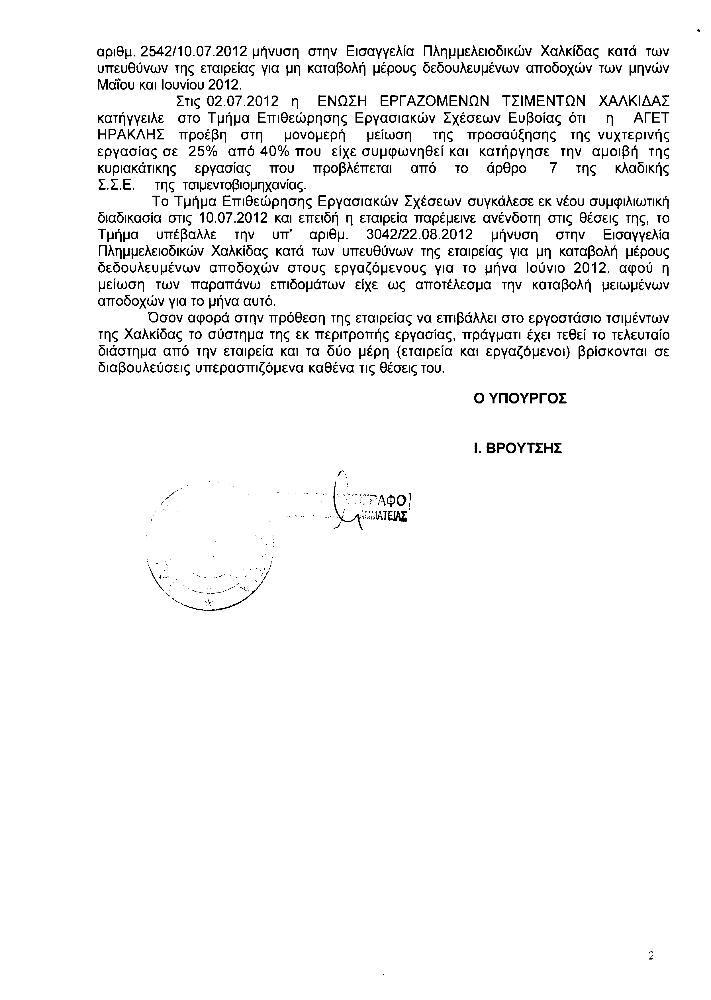 αριθμ. 2542/10.07.2012 μήνυση στην Εισαγγελία Πλημμελειοδικών Χαλκίδας κατά των
υπευθύνων της εταιρείας για μη καταβολή μέρους δεδουλευμένων αποδοχών των μηνών
Μαΐου και Ιουνίου 2012.
Στις 02.07.2012 η ΕΝΩΣΗ ΕΡΓΑΖΟΜΕΝΩΝ ΤΣΙΜΕΝΤΩΝ ΧΑΛΚΙΔΑΣ
κατήγγειλε στο Τμήμα Επιθεώρησης Εργασιακών Σχέσεων Ευβοίας ότι η ΑΓΕΤ
ΗΡΑΚΛΗΣ προέβη στη μονομερή μείωση της προσαύξησης της νυχτερινής
εργασίας σε 25% από 40% που είχε συμφωνηθεί και κατήργησε την αμοιβή της
κυριακάτικης εργασίας που προβλέπεται από το άρθρο 7 της κλαδικής
Σ.Σ.Ε. της τσιμεντοβιομηχανίας.
Το Τμήμα Επιθεώρησης Εργασιακών Σχέσεων συγκάλεσε εκ νέου συμφιλιωτική
διαδικασία στις 10.07.2012 και επειδή η εταιρεία παρέμεινε ανένδοτη στις θέσεις της, το
Τμήμα υπέβαλλε την υπ' αριθμ. 3042/22.08.2012 μήνυση στην Εισαγγελία
Πλημμελειοδικών Χαλκίδας κατά των υπευθύνων της εταιρείας για μη καταβολή μέρους
δεδουλευμένων αποδοχών στους εργαζόμενους για το μήνα Ιούνιο 2012. αφού η
μείωση των παραπάνω επιδομάτων είχε ως αποτέλεσμα την καταβολή μειωμένων
αποδοχών για το μήνα αυτό.
Όσον αφορά στην πρόθεση της εταιρείας να επιβάλλει στο εργοστάσιο τσιμέντων
της Χαλκίδας το σύστημα της εκ περιτροπής εργασίας, πράγματι έχει τεθεί το τελευταίο
διάστημα από την εταιρεία και τα δύο μέρη (εταιρεία και εργαζόμενοι) βρίσκονται σε
διαβουλεύσεις υπερασπιζόμενα καθένα τις θέσεις του.
Ο ΥΠΟΥΡΓΟΣ
Ι. ΒΡΟΥΤΣΗΣ
2